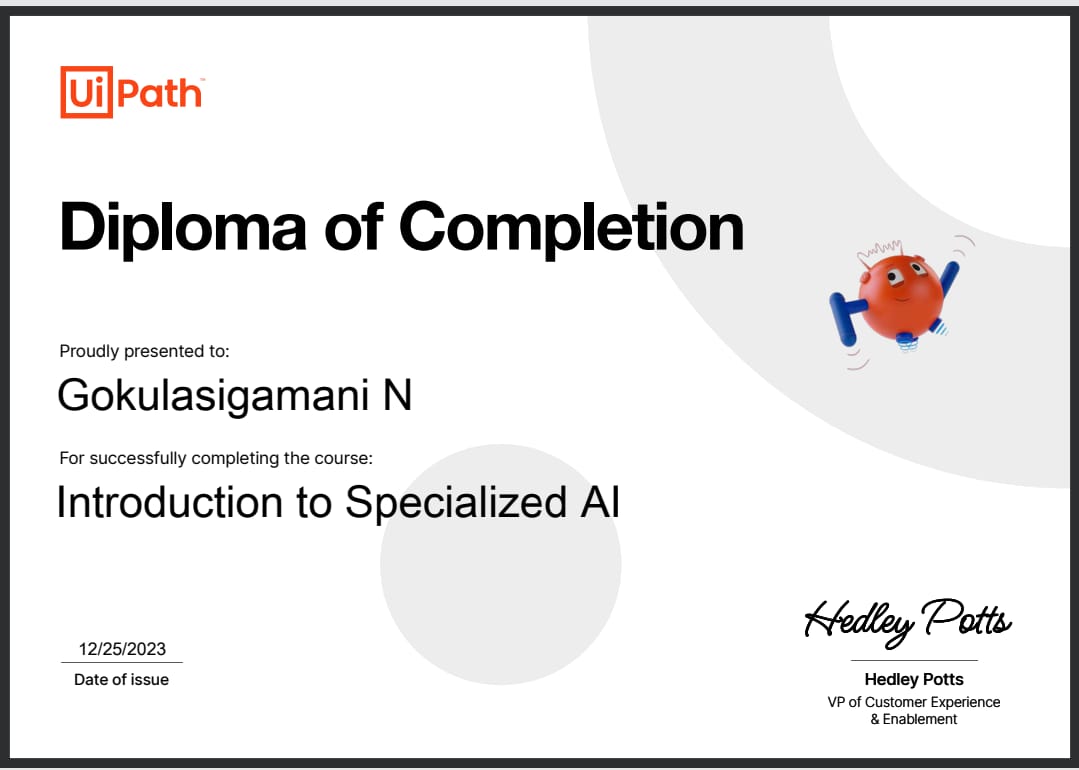 UiPath™
Diploma of Completion
Proudly presented to:
Gokulasigamani N
For successfully completing the course:
Introduction to Specialized AI
12/25/2023
Date of issue
Hedley Potts
Hedley Potts
VP of Customer Experience
& Enablement